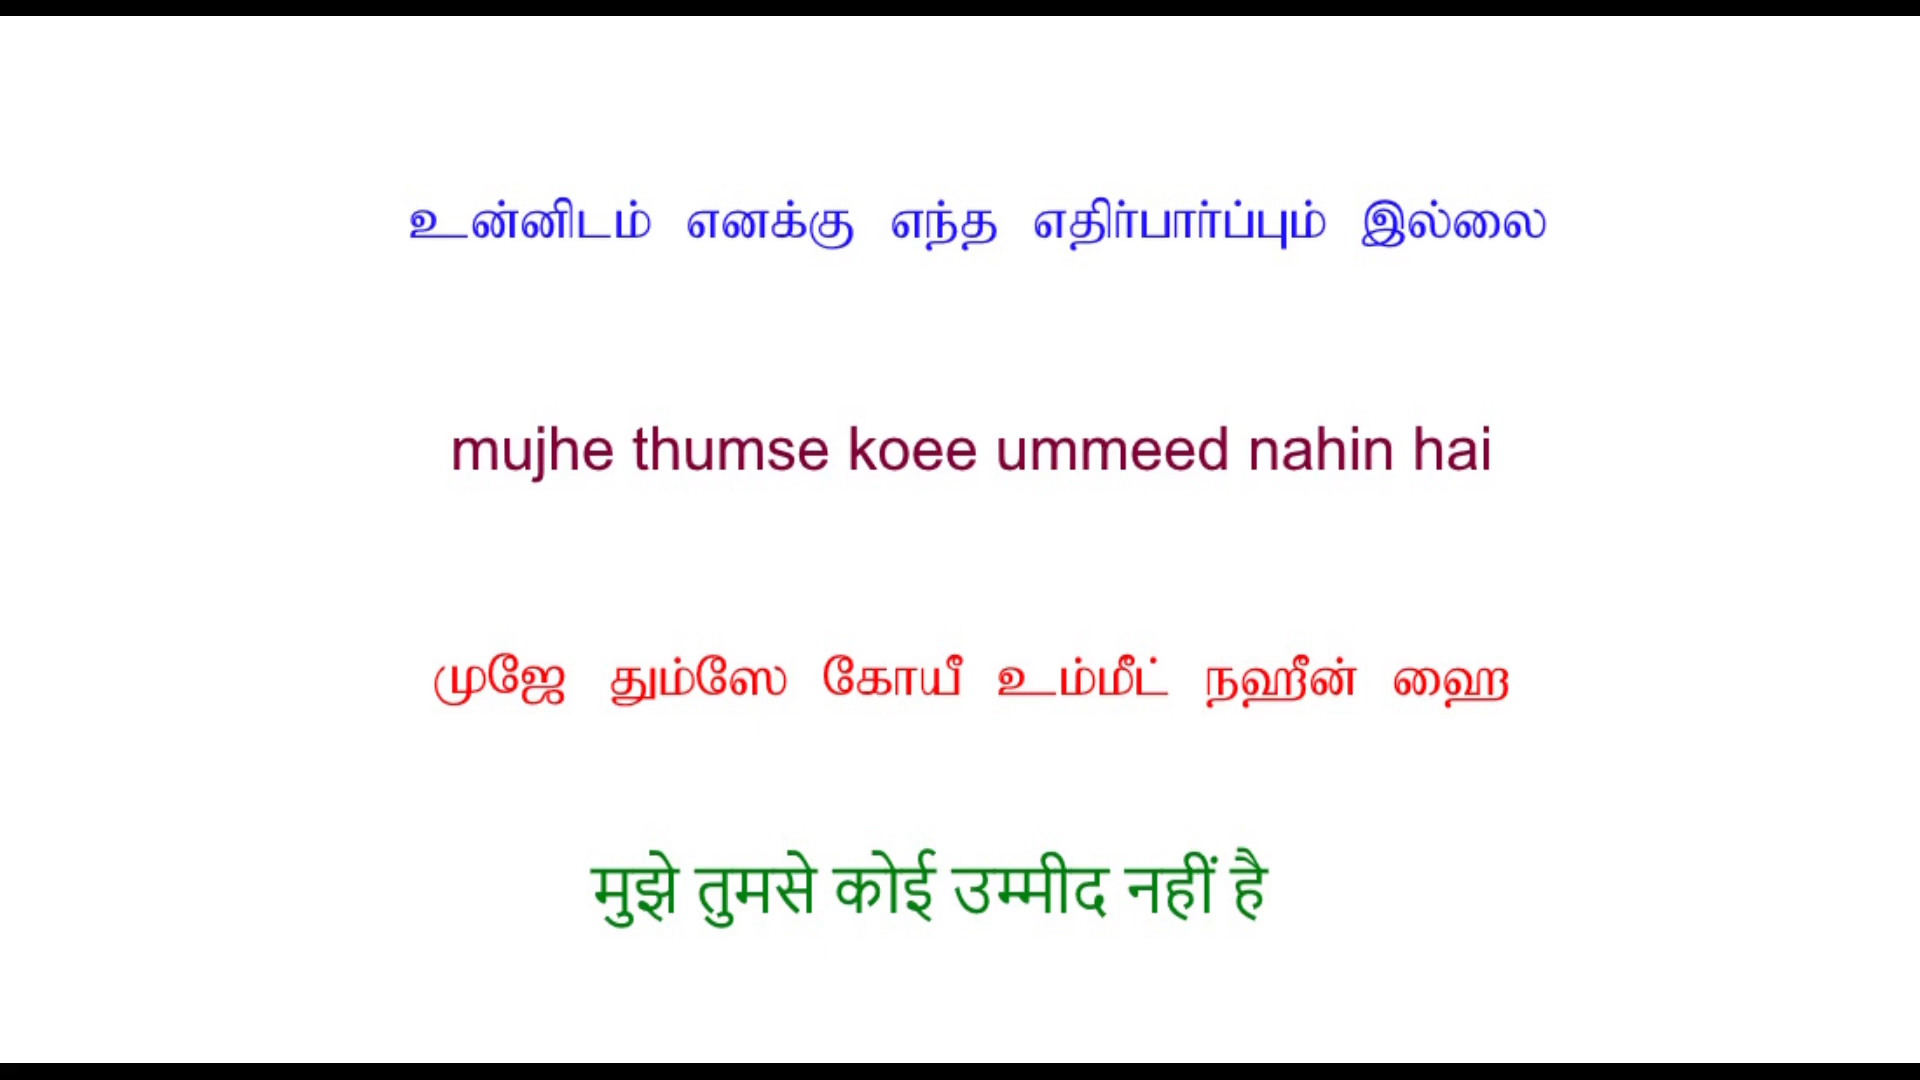 உன்னிடம் எனக்கு எந்த எதிர்பார்ப்பும் இல்லை
mujhe thumse koee ummeed nahin hai
முஜே தும்ஸே கோயீ உம்மீட் நஹீன் ஹை
मुझे तुमसे कोई उम्मीद नहीं है